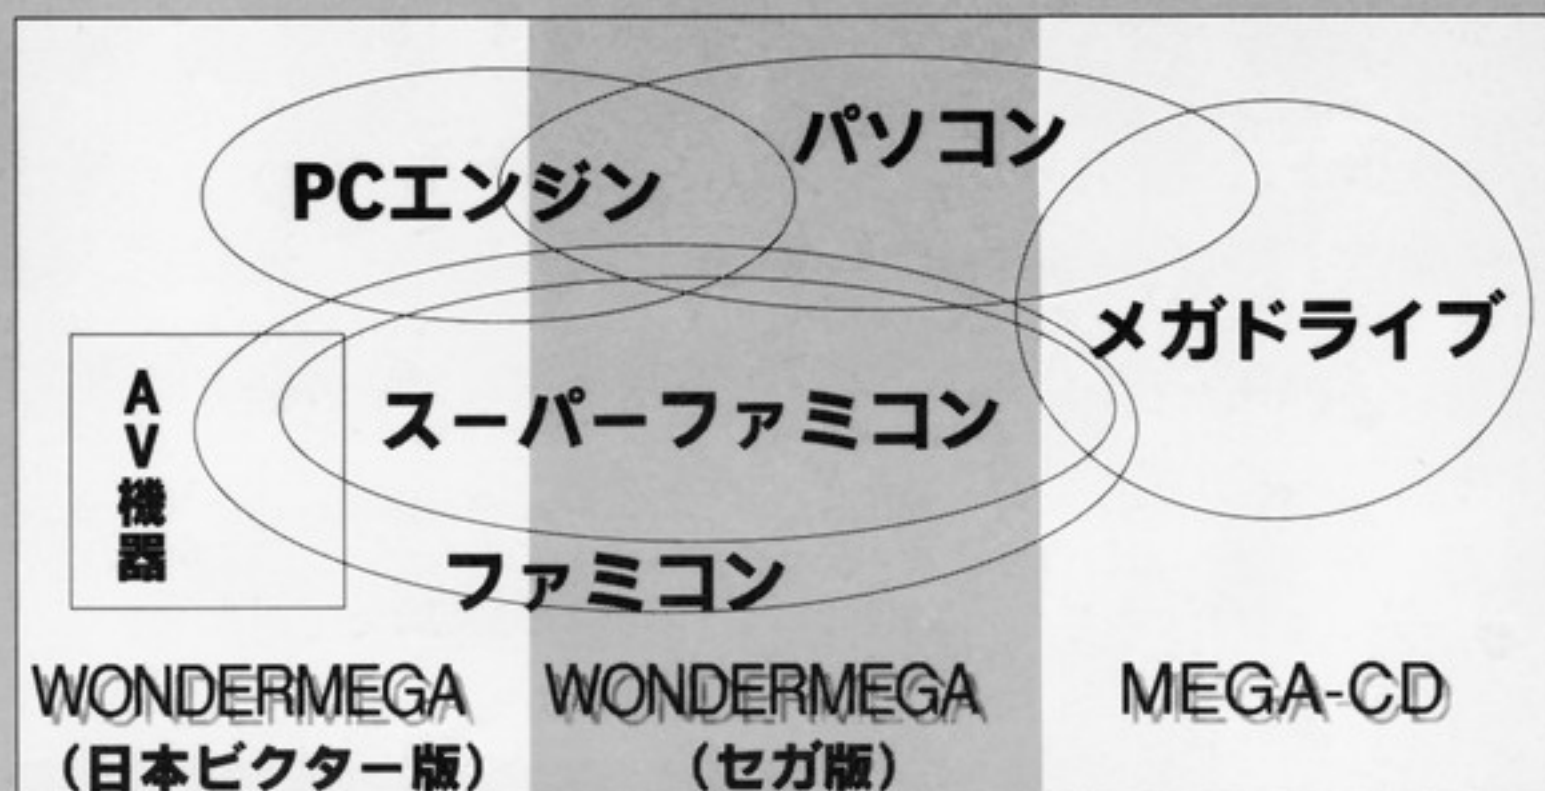 パソコン
PCエンジン
メガドライブ
AV機器
スーパーファミコン
ファミコン
WONDERMEGA
(日本ビクター版)
WONDERMEGA
(セガ版)
MEGA-CD